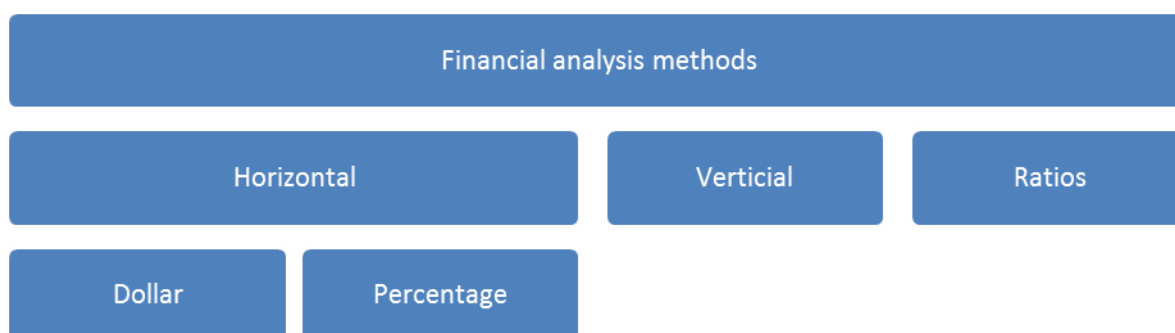 Financial analysis methods
Horizontal
Verticial
Ratios
Dollar
Percentage